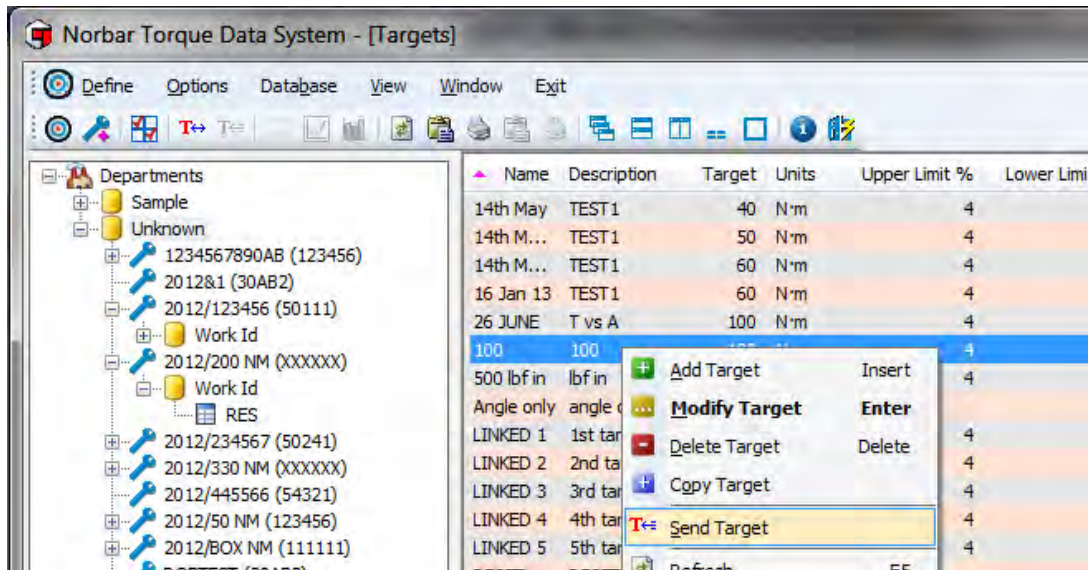 Norbar Torque Data System - [Targets]
Define Options Database View Window Exit
Departments
Sample
Unknown
1234567890AB (123456)
2012&1 (30AB2)
2012/123456 (50111)
Work Id
2012/200 NM (XXXXXX)
Work Id
RES
2012/234567 (50241)
2012/330 NM (XXXXXX)
2012/445566 (54321)
2012/50 NM (123456)
2012/BOX NM (111111)
Name Description Target Units Upper Limit % Lower Limi
14th May TEST1 40 N·m 4
14th M... TEST1 50 N·m 4
14th M... TEST1 60 N·m 4
16 Jan 13 TEST1 60 N·m 4
26 JUNE T vs A 100 N·m 4
100 100 4
500 lbf in lbf in 4
Angle only angle
LINKED 1 1st tar 4
LINKED 2 2nd ta 4
LINKED 3 3rd tar 4
LINKED 4 4th tar 4
LINKED 5 5th tar 4
Add Target Insert
Modify Target Enter
Delete Target Delete
Copy Target
T Send Target
Refresh F5